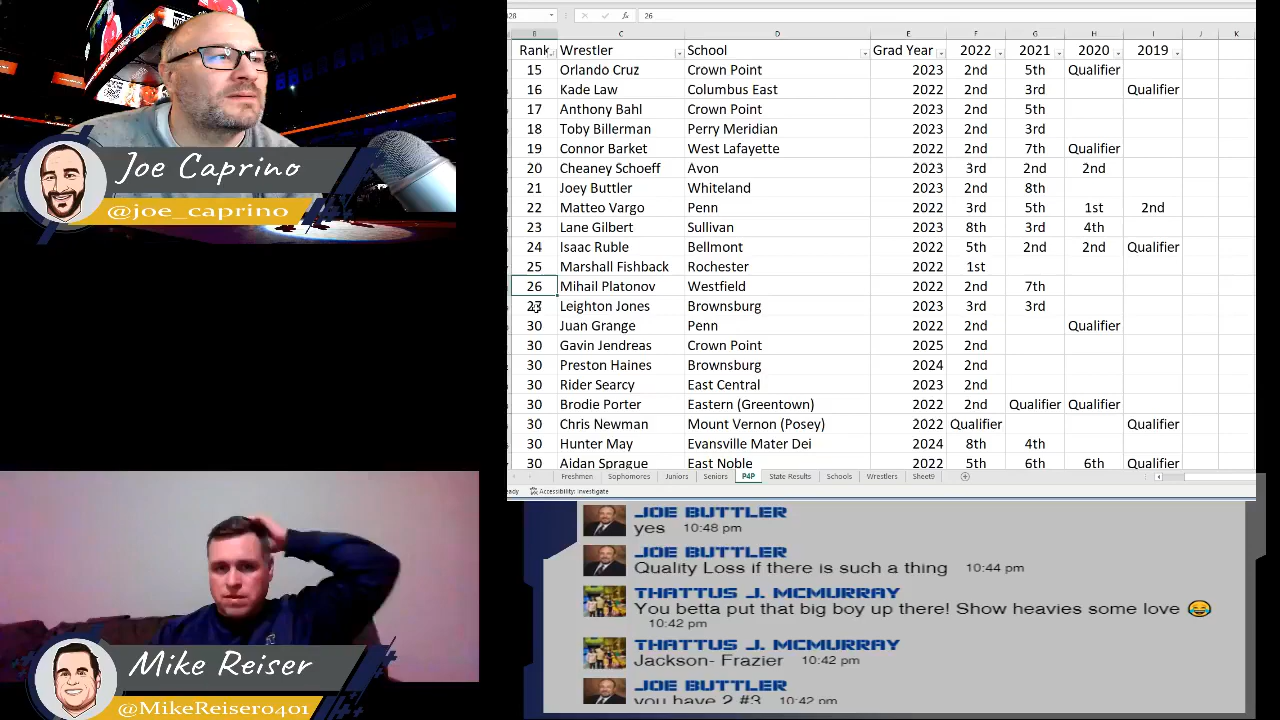 Joe Caprino
@joe_caprino
26
B C D E F G H I J K
Rank Wrestler School Grad Year 2022 2021 2020 2019
15 Orlando Cruz Crown Point 2023 2nd 5th Qualifier
16 Kade Law Columbus East 2022 2nd 3rd Qualifier
17 Anthony Bahl Crown Point 2023 2nd 5th
18 Toby Billerman Perry Meridian 2023 2nd 3rd
19 Connor Barket West Lafayette 2022 2nd 7th Qualifier
20 Cheaney Schoeff Avon 2023 3rd 2nd 2nd
21 Joey Buttler Whiteland 2023 2nd 8th
22 Matteo Vargo Penn 2022 3rd 5th 1st 2nd
23 Lane Gilbert Sullivan 2023 8th 3rd 4th
24 Isaac Ruble Bellmont 2022 5th 2nd 2nd Qualifier
25 Marshall Fishback Rochester 2022 1st
26 Mihail Platonov Westfield 2022 2nd 7th
27 Leighton Jones Brownsburg 2023 3rd 3rd
30 Juan Grange Penn 2022 2nd Qualifier
30 Gavin Jendreas Crown Point 2025 2nd
30 Preston Haines Brownsburg 2024 2nd
30 Rider Searcy East Central 2023 2nd
30 Brodie Porter Eastern (Greentown) 2022 2nd Qualifier Qualifier
30 Chris Newman Mount Vernon (Posey) 2022 Qualifier Qualifier
30 Hunter May Evansville Mater Dei 2024 8th 4th
30 Aidan Sprague East Noble 2022 5th 6th 6th Qualifier
Freshmen Sophomores Juniors Seniors P4P State Results Schools Wrestlers Sheet9
Accessibility: Investigate
JOE BUTTLER
yes 10:48 pm
JOE BUTTLER
Quality Loss if there is such a thing 10:44 pm
THATTUS J. MCMURRAY
You betta put that big boy up there! Show heavies some love 😂
10:42 pm
THATTUS J. MCMURRAY
Jackson- Frazier 10:42 pm
JOE BUTTLER
you have 2 #3 10:42 pm
Mike Reiser
@MikeReiser0401